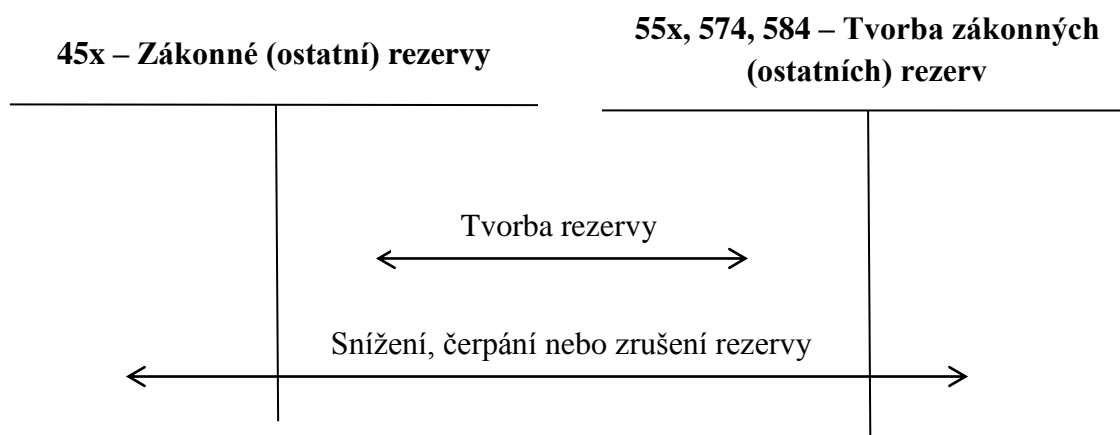 45x – Zákonné (ostatní) rezervy
55x, 574, 584 – Tvorba zákonných
(ostatních) rezerv
Tvorba rezervy
Snížení, čerpání nebo zrušení rezervy